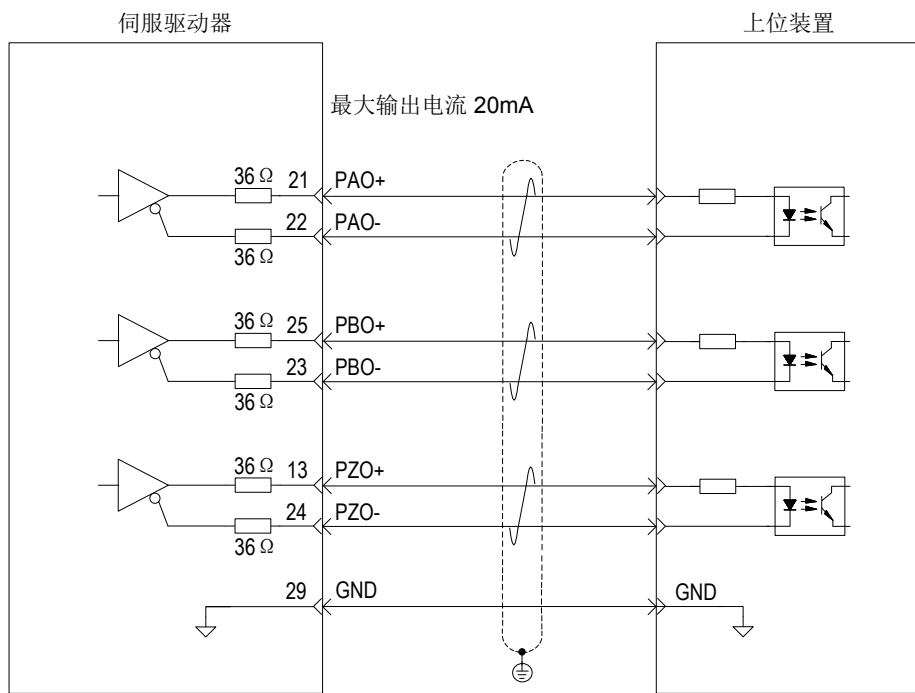 伺服驱动器
上位装置
最大输出电流 20mA
36 Ω 21 PAO+
22 PAO-
36 Ω
36 Ω 25 PBO+
23 PBO-
36 Ω
36 Ω 13 PZO+
24 PZO-
36 Ω
29 GND GND